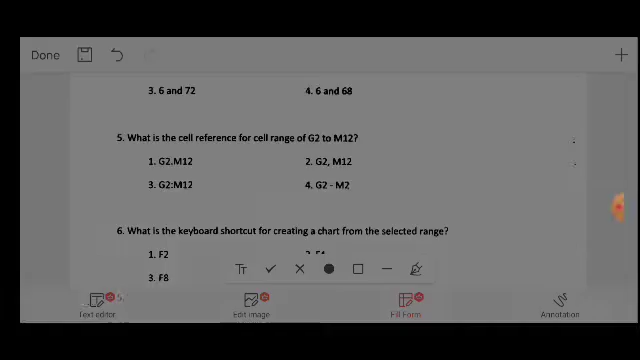 Done
3. 6 and 72 4. 6 and 68
5. What is the cell reference for cell range of G2 to M12?
1. G2.M12 2. G2, M12
3. G2:M12 4. G2 - M2
6. What is the keyboard shortcut for creating a chart from the selected range?
1. F2
3. F8
Tт
Text editor Edit image Fill Form Annotation